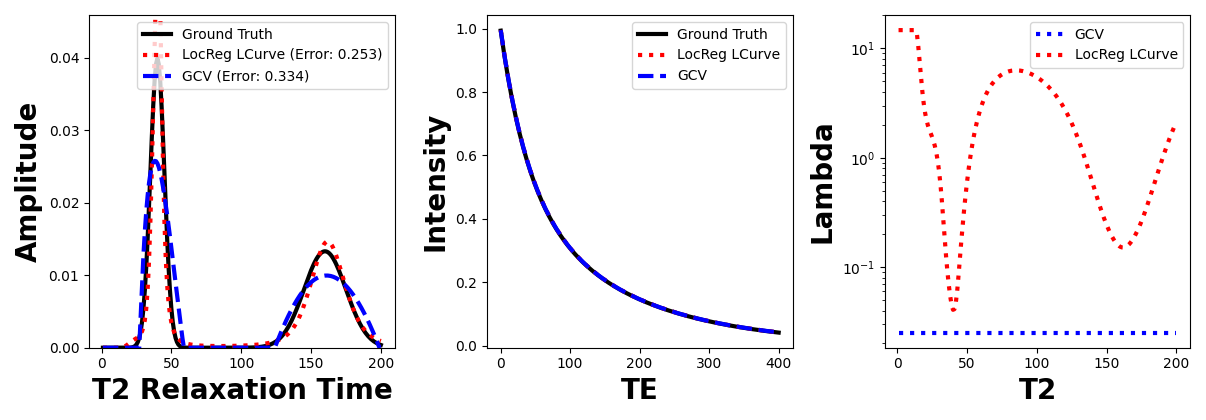 Ground Truth
LocReg LCurve (Error: 0.253)
GCV (Error: 0.334)
Amplitude
0.00
0.01
0.02
0.03
0.04
0
50
100
150
200
T2 Relaxation Time
Ground Truth
LocReg LCurve
GCV
Intensity
0.0
0.2
0.4
0.6
0.8
1.0
0
100
200
300
400
TE
GCV
LocReg LCurve
Lambda
10¹
10⁰
10⁻¹
0
50
100
150
200
T2